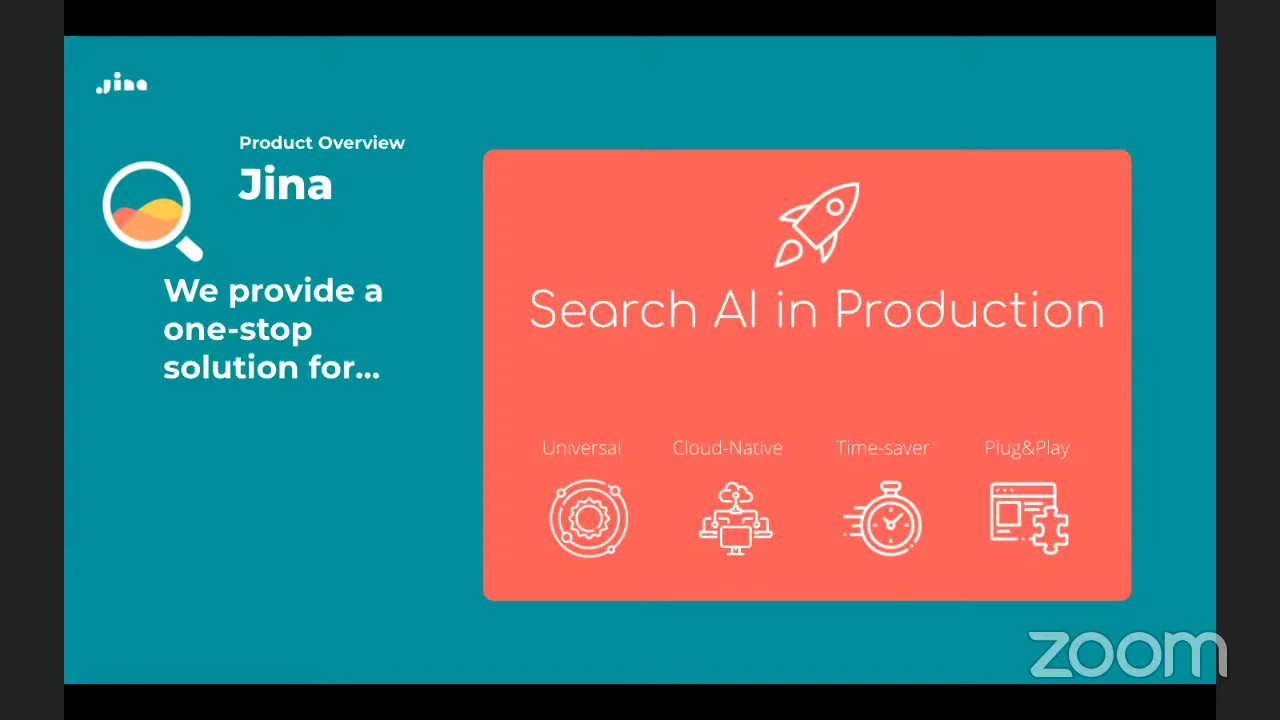 Jina
Product Overview
Jina
We provide a
one-stop
solution for...
Search AI in Production
Universal
Cloud-Native
Time-saver
Plug&Play
zoom